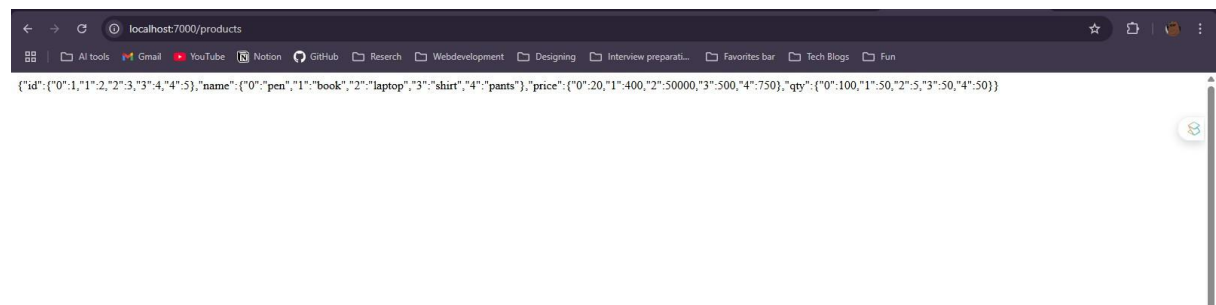 localhost:7000/products
AI tools Gmail YouTube Notion GitHub Reserch Webdevelopment Designing Interview preparati... Favorites bar Tech Blogs Fun
{"id":{"0":1,"1":2,"2":3,"3":4,"4":5},"name":{"0":"pen","1":"book","2":"laptop","3":"shirt","4":"pants"},"price":{"0":20,"1":400,"2":50000,"3":500,"4":750},"qty":{"0":100,"1":50,"2":5,"3":50,"4":50}}